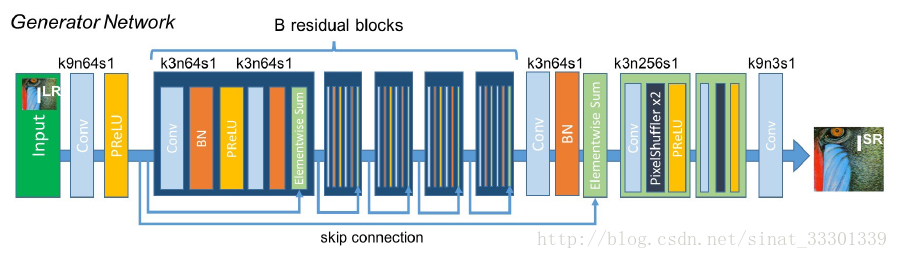 Generator Network
B residual blocks
k9n64s1
k3n64s1 k3n64s1
k3n64s1
k3n256s1
k9n3s1
I LR
Input
Conv
PReLU
Conv
BN
PReLU
Elementwise Sum
Conv
BN
Elementwise Sum
Conv
PixelShuffler x2
PReLU
Conv
I SR
skip connection
http://blog.csdn.net/sinat_33301339